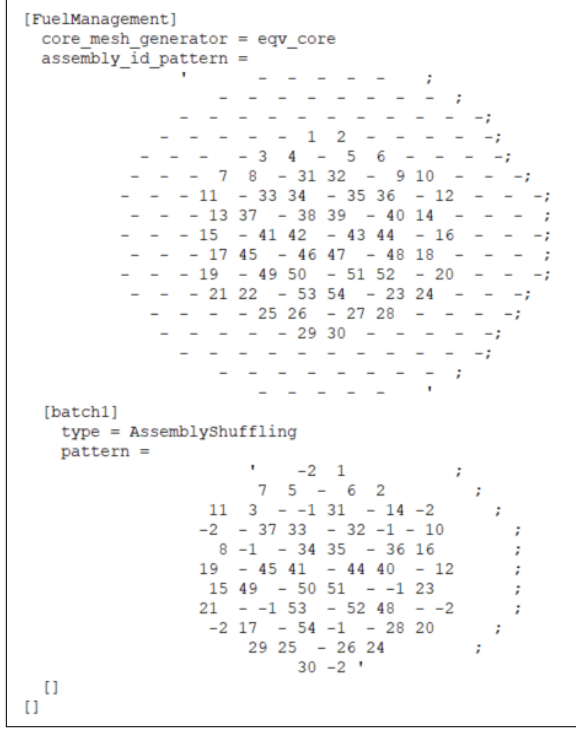 [FuelManagement]
core_mesh_generator = eqv_core
assembly_id_pattern =
' - - - - - ;
- - - - - - - - ;
- - - - - - - - - - -;
- - - - - 1 2 - - - - -;
- - - - 3 4 - 5 6 - - - -;
- - - 7 8 - 31 32 - 9 10 - - -;
- - - 11 - 33 34 - 35 36 - 12 - - -;
- - - 13 37 - 38 39 - 40 14 - - - ;
- - - 15 - 41 42 - 43 44 - 16 - - -;
- - - 17 45 - 46 47 - 48 18 - - - ;
- - - 19 - 49 50 - 51 52 - 20 - - -;
- - - 21 22 - 53 54 - 23 24 - - -;
- - - - 25 26 - 27 28 - - - -;
- - - - - 29 30 - - - - -;
- - - - - - - - - - -;
- - - - - - - - ;
- - - - - '
[batch1]
type = AssemblyShuffling
pattern =
' -2 1 ;
7 5 - 6 2 ;
11 3 - -1 31 - 14 -2 ;
-2 - 37 33 - 32 -1 - 10 ;
8 -1 - 34 35 - 36 16 ;
19 - 45 41 - 44 40 - 12 ;
15 49 - 50 51 - -1 23 ;
21 - -1 53 - 52 48 - -2 ;
-2 17 - 54 -1 - 28 20 ;
29 25 - 26 24 ;
30 -2 '
[]
[]